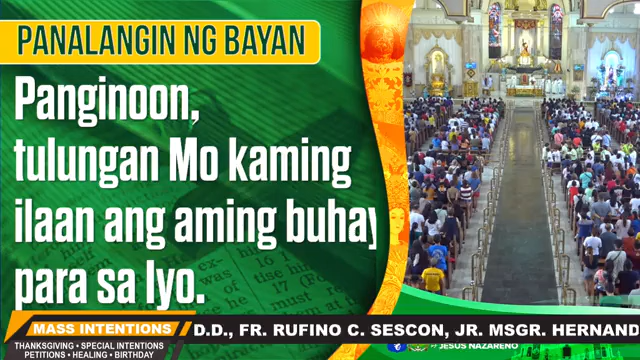 PANALANGIN NG BAYAN
Panginoon,
tulungan Mo kaming
ilaan ang aming buhay
para sa Iyo.
MASS INTENTIONS
D.D., FR. RUFINO C. SESCON, JR. MSGR. HERNAND
THANKSGIVING • SPECIAL INTENTIONS
PETITIONS • HEALING • BIRTHDAY
JESUS NAZARENO